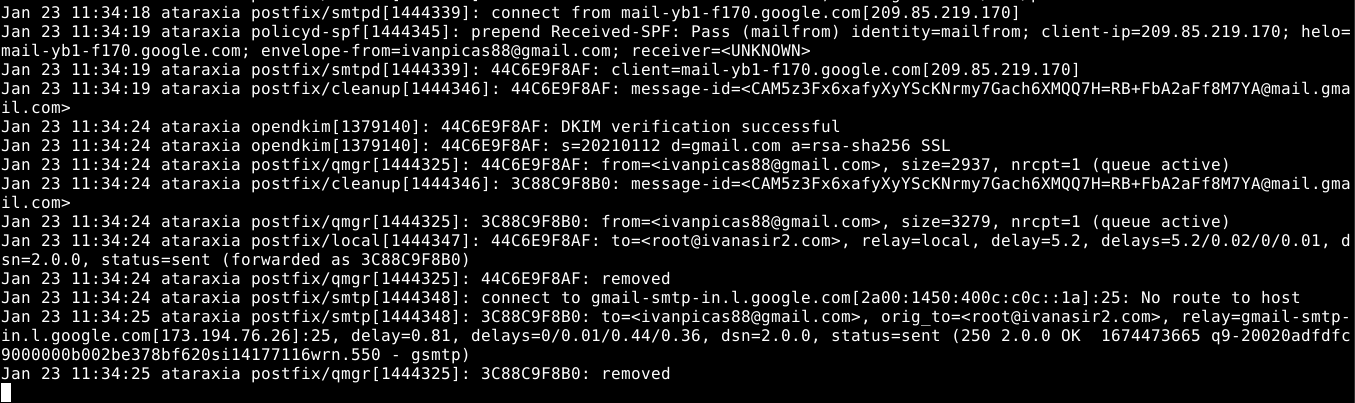 Jan 23 11:34:18 ataraxia postfix/smtpd[1444339]: connect from mail-yb1-f170.google.com[209.85.219.170]
Jan 23 11:34:19 ataraxia policyd-spf[1444345]: prepend Received-SPF: Pass (mailfrom) identity=mailfrom; client-ip=209.85.219.170; helo=
mail-yb1-f170.google.com; envelope-from=ivanpicas88@gmail.com; receiver=<UNKNOWN>
Jan 23 11:34:19 ataraxia postfix/smtpd[1444339]: 44C6E9F8AF: client=mail-yb1-f170.google.com[209.85.219.170]
Jan 23 11:34:19 ataraxia postfix/cleanup[1444346]: 44C6E9F8AF: message-id=<CAM5z3Fx6xafyXyYScKNrmy7Gach6XMQQ7H=RB+FbA2aFf8M7YA@mail.gma
il.com>
Jan 23 11:34:24 ataraxia opendkim[1379140]: 44C6E9F8AF: DKIM verification successful
Jan 23 11:34:24 ataraxia opendkim[1379140]: 44C6E9F8AF: s=20210112 d=gmail.com a=rsa-sha256 SSL
Jan 23 11:34:24 ataraxia postfix/qmgr[1444325]: 44C6E9F8AF: from=<ivanpicas88@gmail.com>, size=2937, nrcpt=1 (queue active)
Jan 23 11:34:24 ataraxia postfix/cleanup[1444346]: 3C88C9F8B0: message-id=<CAM5z3Fx6xafyXyYScKNrmy7Gach6XMQQ7H=RB+FbA2aFf8M7YA@mail.gma
il.com>
Jan 23 11:34:24 ataraxia postfix/qmgr[1444325]: 3C88C9F8B0: from=<ivanpicas88@gmail.com>, size=3279, nrcpt=1 (queue active)
Jan 23 11:34:24 ataraxia postfix/local[1444347]: 44C6E9F8AF: to=<root@ivanasir2.com>, relay=local, delay=5.2, delays=5.2/0.02/0/0.01, d
sn=2.0.0, status=sent (forwarded as 3C88C9F8B0)
Jan 23 11:34:24 ataraxia postfix/qmgr[1444325]: 44C6E9F8AF: removed
Jan 23 11:34:24 ataraxia postfix/smtp[1444348]: connect to gmail-smtp-in.l.google.com[2a00:1450:400c:c0c::1a]:25: No route to host
Jan 23 11:34:25 ataraxia postfix/smtp[1444348]: 3C88C9F8B0: to=<ivanpicas88@gmail.com>, orig_to=<root@ivanasir2.com>, relay=gmail-smtp-
in.l.google.com[173.194.76.26]:25, delay=0.81, delays=0/0.01/0.44/0.36, dsn=2.0.0, status=sent (250 2.0.0 OK  1674473665 q9-20020adfdfc
9000000b002be378bf620si14177116wrn.550 - gsmtp)
Jan 23 11:34:25 ataraxia postfix/qmgr[1444325]: 3C88C9F8B0: removed